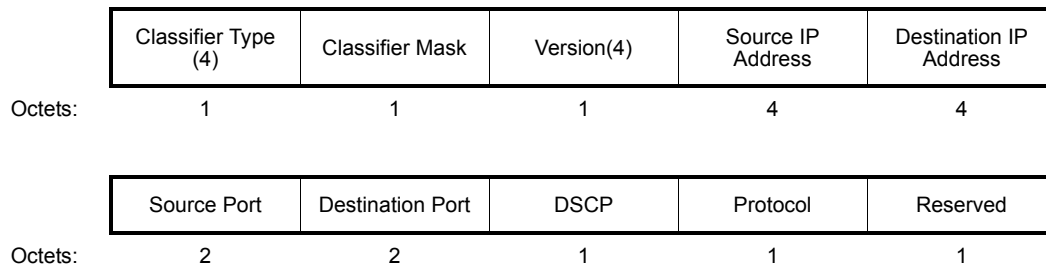 Classifier Type
(4)
Classifier Mask
Version(4)
Source IP
Address
Destination IP
Address
Octets: 1 1 1 4 4
Source Port
Destination Port
DSCP
Protocol
Reserved
Octets: 2 2 1 1 1